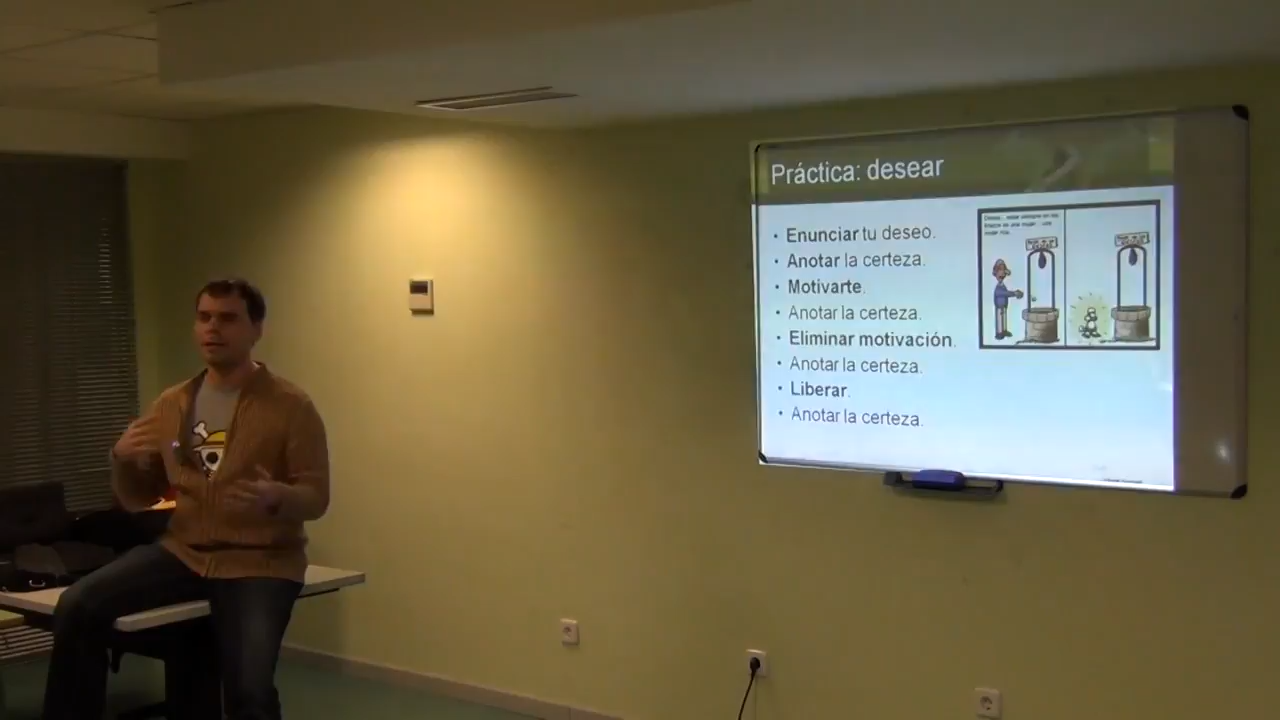 Práctica: desear
• Enunciar tu deseo.
• Anotar la certeza.
• Motivarte.
• Anotar la certeza.
• Eliminar motivación.
• Anotar la certeza.
• Liberar.
• Anotar la certeza.